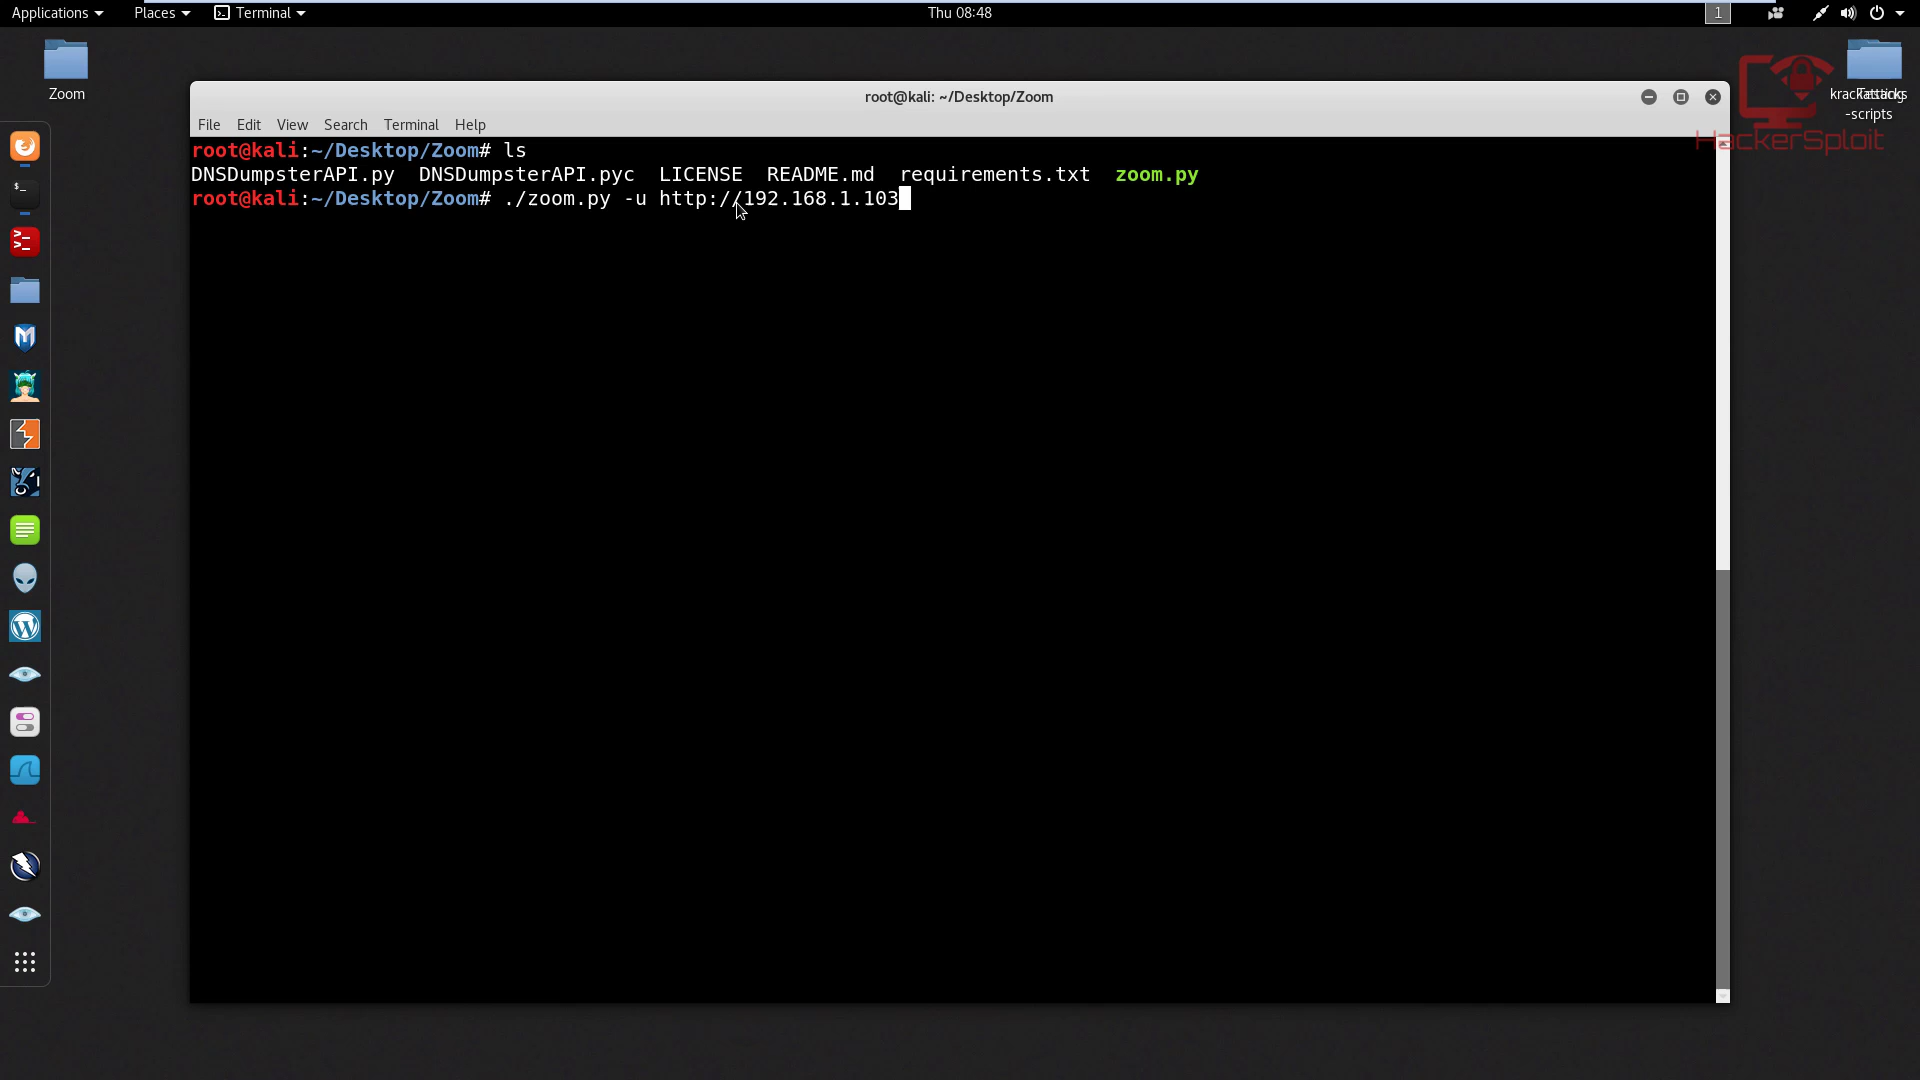 Applications Places Terminal Thu 08:48 1
Zoom
root@kali: ~/Desktop/Zoom
File Edit View Search Terminal Help
root@kali:~/Desktop/Zoom# ls
DNSDumpsterAPI.py DNSDumpsterAPI.pyc LICENSE README.md requirements.txt zoom.py
root@kali:~/Desktop/Zoom# ./zoom.py -u http://192.168.1.103
-scripts
HackerSploit